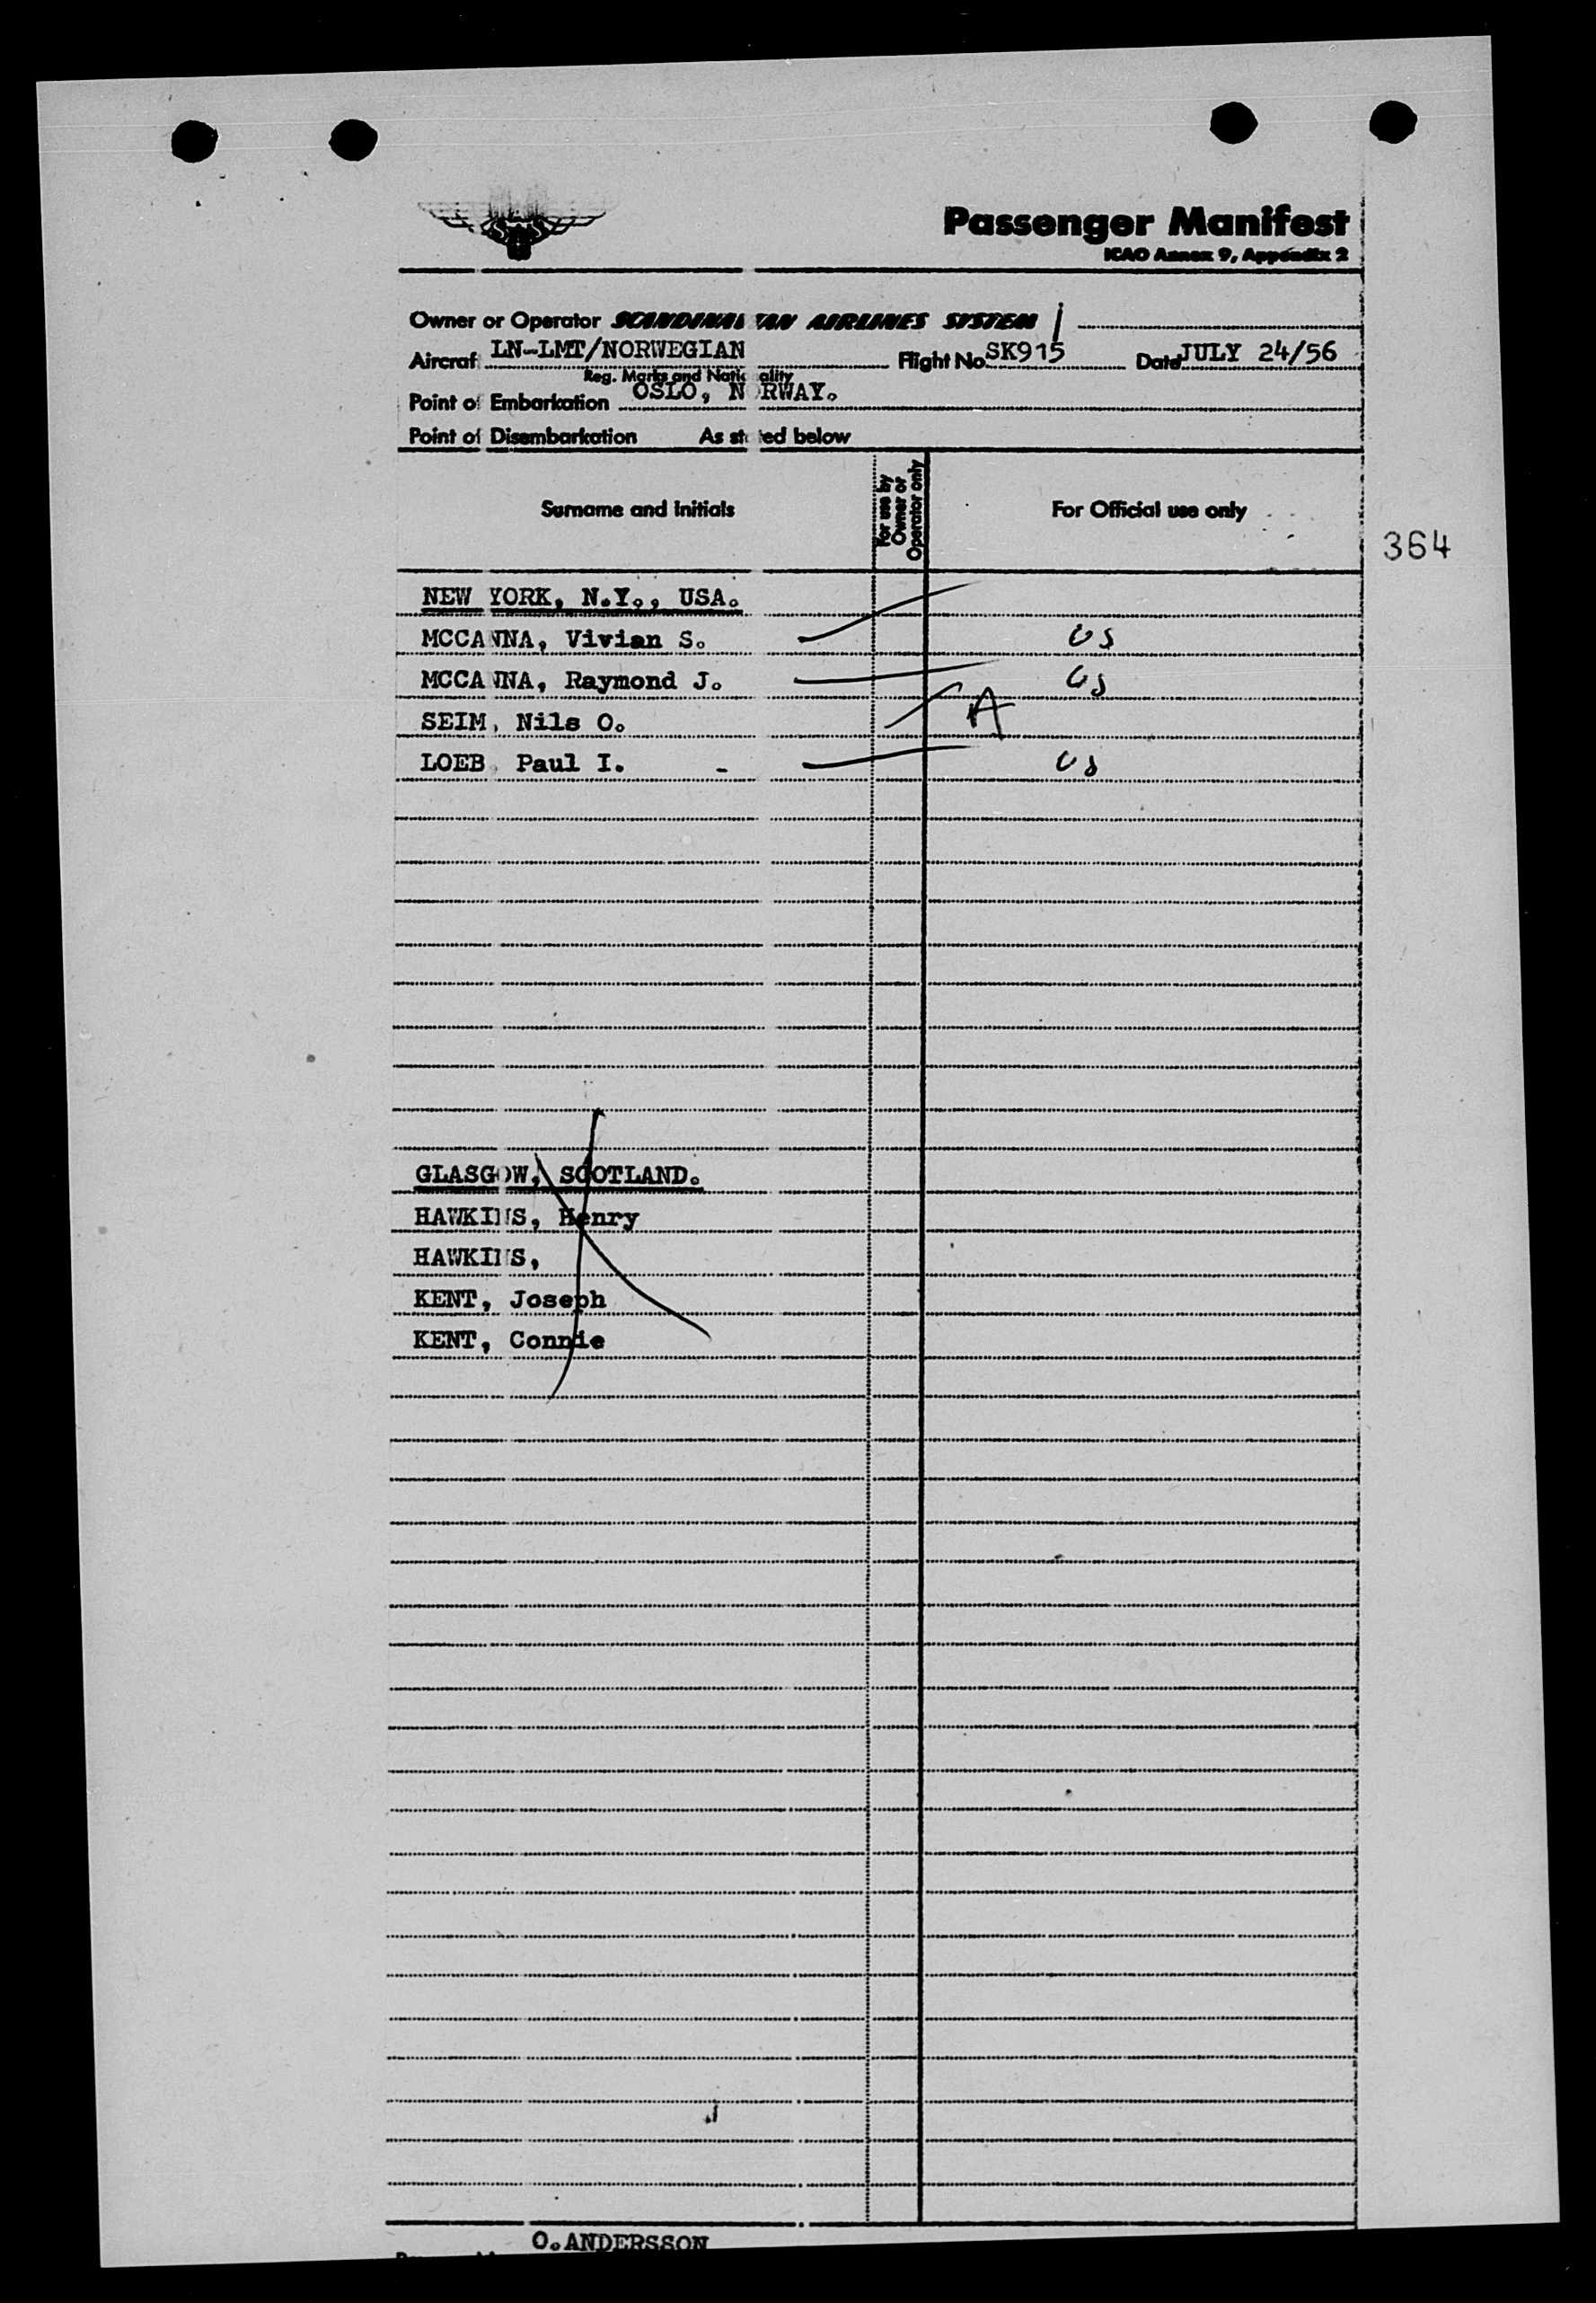 Passenger Manifest
ICAO Annex 9, Appendix 2
Owner or Operator SCANDINAVIAN AIRLINES SYSTEM
Aircraft LN-LMT/NORWEGIAN Flight No. SK915 Date JULY 24/56
Reg. Marks and Nationality
Point of Embarkation OSLO, NORWAY.
Point of Disembarkation As stated below
Surname and initials For use by Owner or Operator only For Official use only
364
NEW YORK, N.Y., USA.
MCCANNA, Vivian S. US
MCCANNA, Raymond J. US
SEIM, Nils O. A
LOEB, Paul I. - US
GLASGOW, SCOTLAND.
HAWKINS, Henry
HAWKINS,
KENT, Joseph
KENT, Connie
O. ANDERSSON